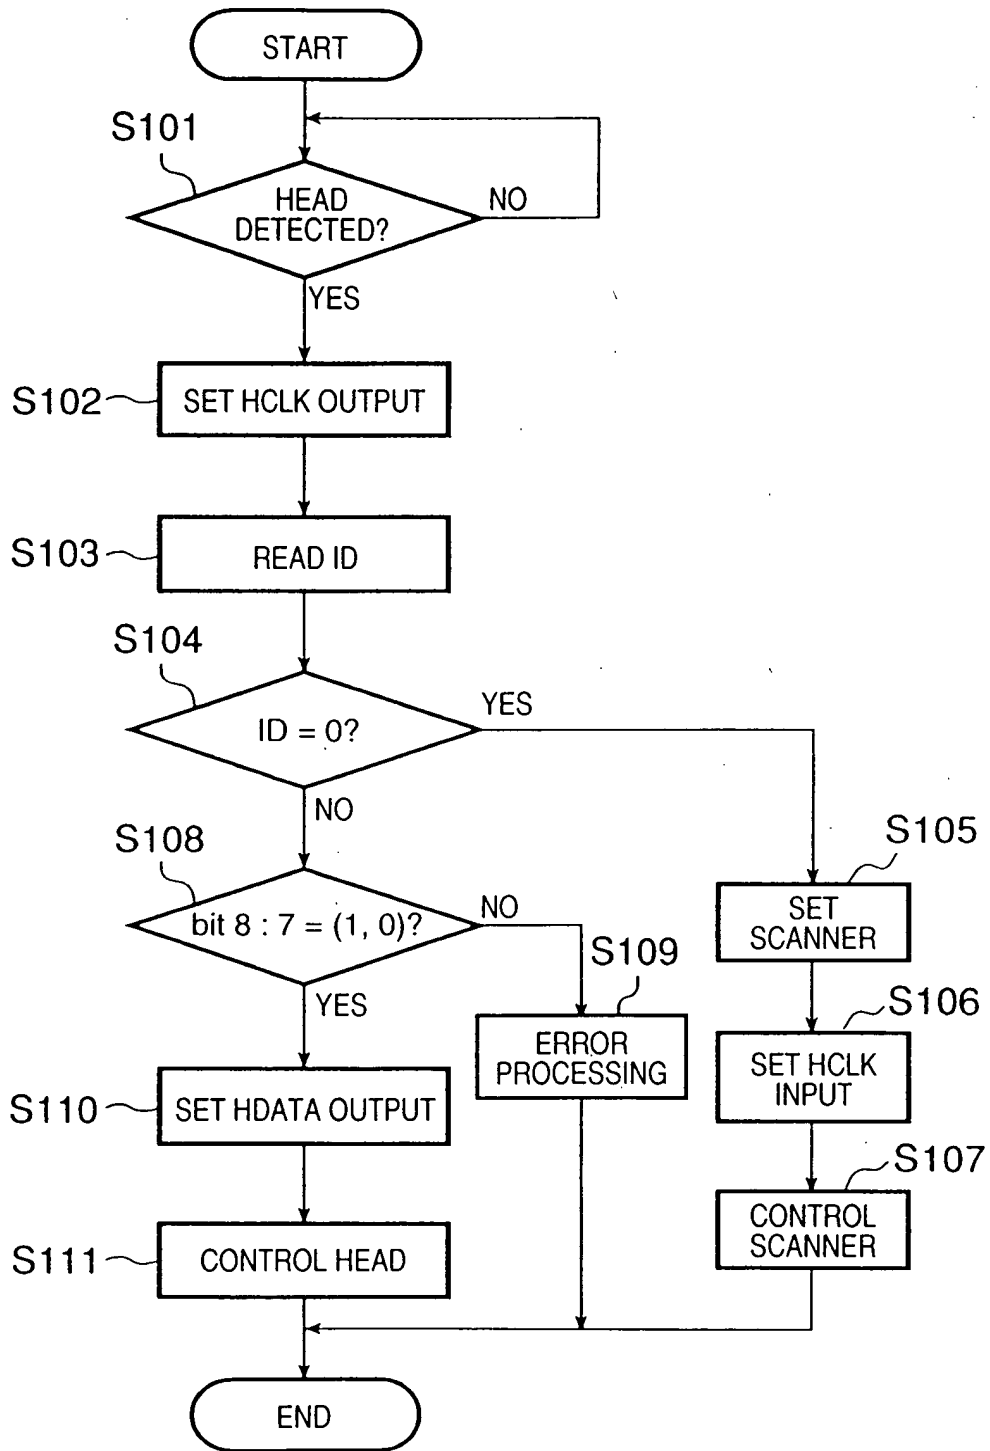 START
S101
HEAD
DETECTED?
NO
YES
S102
SET HCLK OUTPUT
S103
READ ID
S104
ID = 0?
YES
NO
S108
bit 8 : 7 = (1, 0)?
NO
YES
S105
SET
SCANNER
S109
ERROR
PROCESSING
S106
SET HCLK
INPUT
S110
SET HDATA OUTPUT
S107
CONTROL
SCANNER
S111
CONTROL HEAD
END